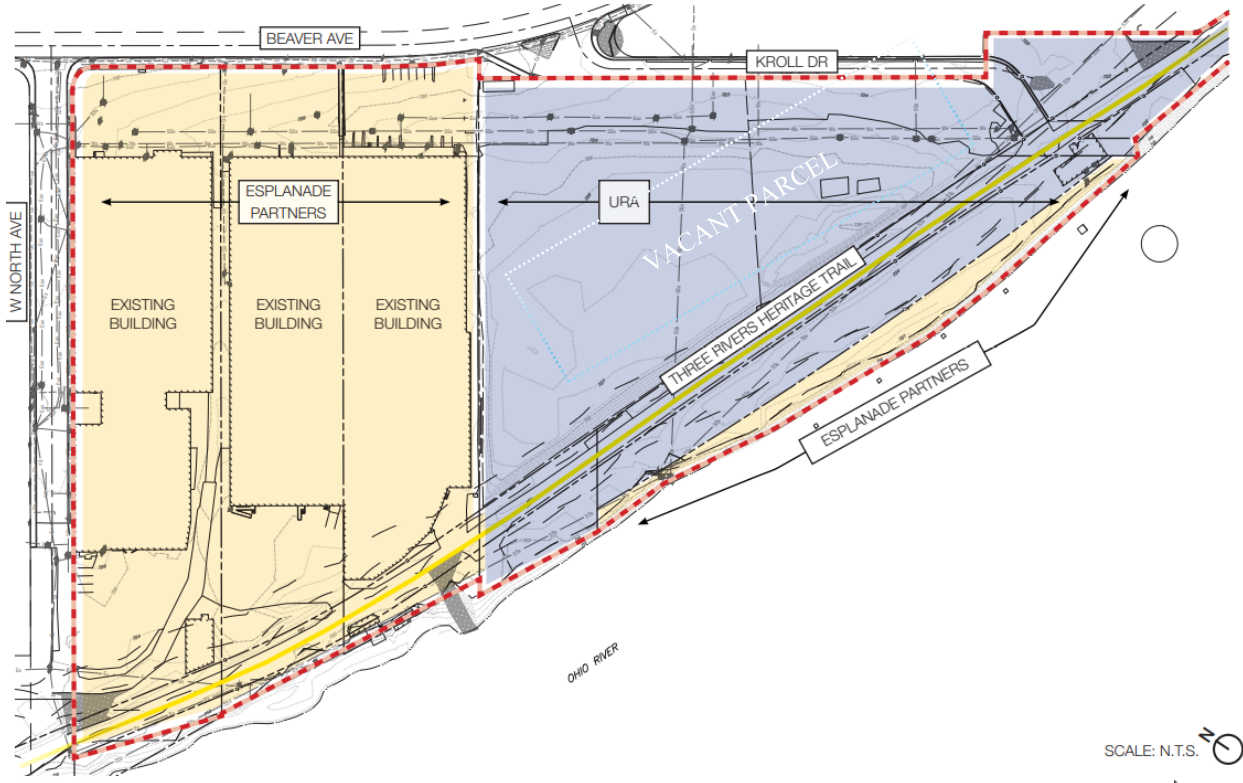 BEAVER AVE
KROLL DR
W NORTH AVE
ESPLANADE
PARTNERS
URA
VACANT PARCEL
EXISTING
BUILDING
EXISTING
BUILDING
EXISTING
BUILDING
THREE RIVERS HERITAGE TRAIL
ESPLANADE PARTNERS
OHIO RIVER
SCALE: N.T.S.
N